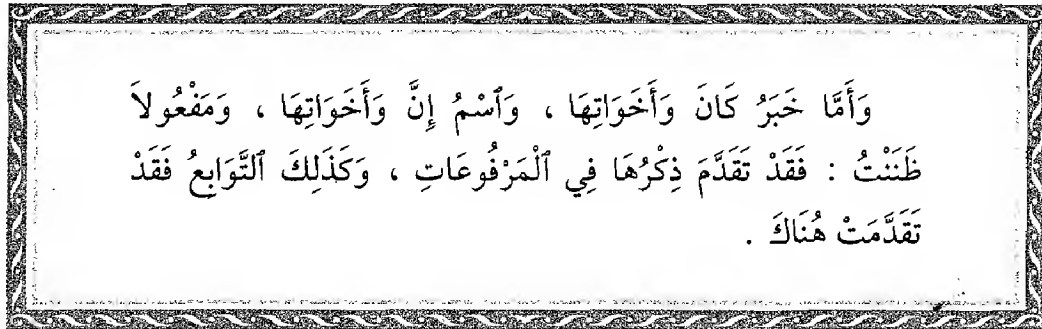 وَأَمَّا خَبَرُ كَانَ وَأَخَوَاتِهَا ، وَٱسْمُ إِنَّ وَأَخَوَاتِهَا ، وَمَفْعُولاَ
ظَنَنْتُ : فَقَدْ تَقَدَّمَ ذِكْرُهَا فِي ٱلْمَرْفُوعَاتِ ، وَكَذَلِكَ ٱلتَّوَابِعُ فَقَدْ
تَقَدَّمَتْ هُنَاكَ .